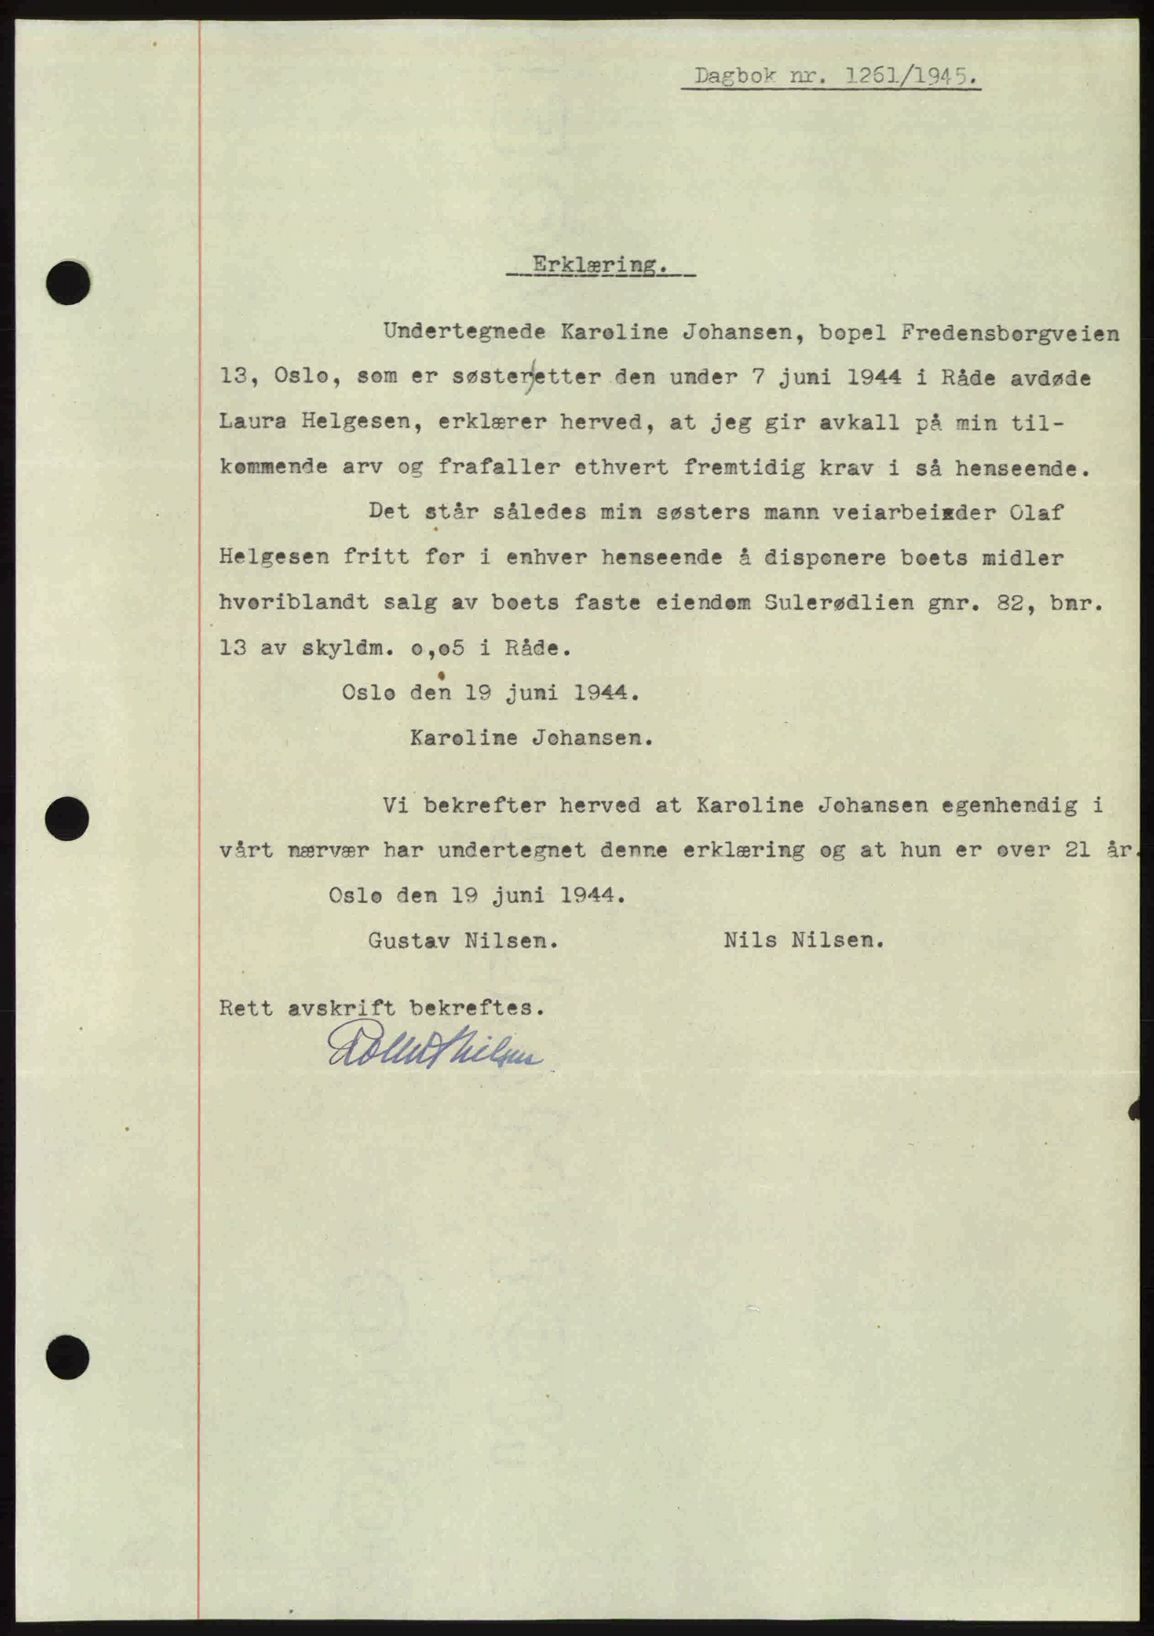 Dagbok nr. 1261/1945.
Erklæring.
Undertegnede Karoline Johansen, bopel Fredensborgveien
13, Oslo, som er søster/etter den under 7 juni 1944 i Råde avdøde
Laura Helgesen, erklærer herved, at jeg gir avkall på min til-
kommende arv og frafaller ethvert fremtidig krav i så henseende.
Det står således min søsters mann veiarbeixder Olaf
Helgesen fritt for i enhver henseende å disponere boets midler
hvoriblandt salg av boets faste eiendom Sulerødlien gnr. 82, bnr.
13 av skyldm. o,o5 i Råde.
Oslo den 19 juni 1944.
Karoline Johansen.
Vi bekrefter herved at Karoline Johansen egenhendig i
vårt nærvær har undertegnet denne erklæring og at hun er over 21 år.
Oslo den 19 juni 1944.
Gustav Nilsen. Nils Nilsen.
Rett avskrift bekreftes.